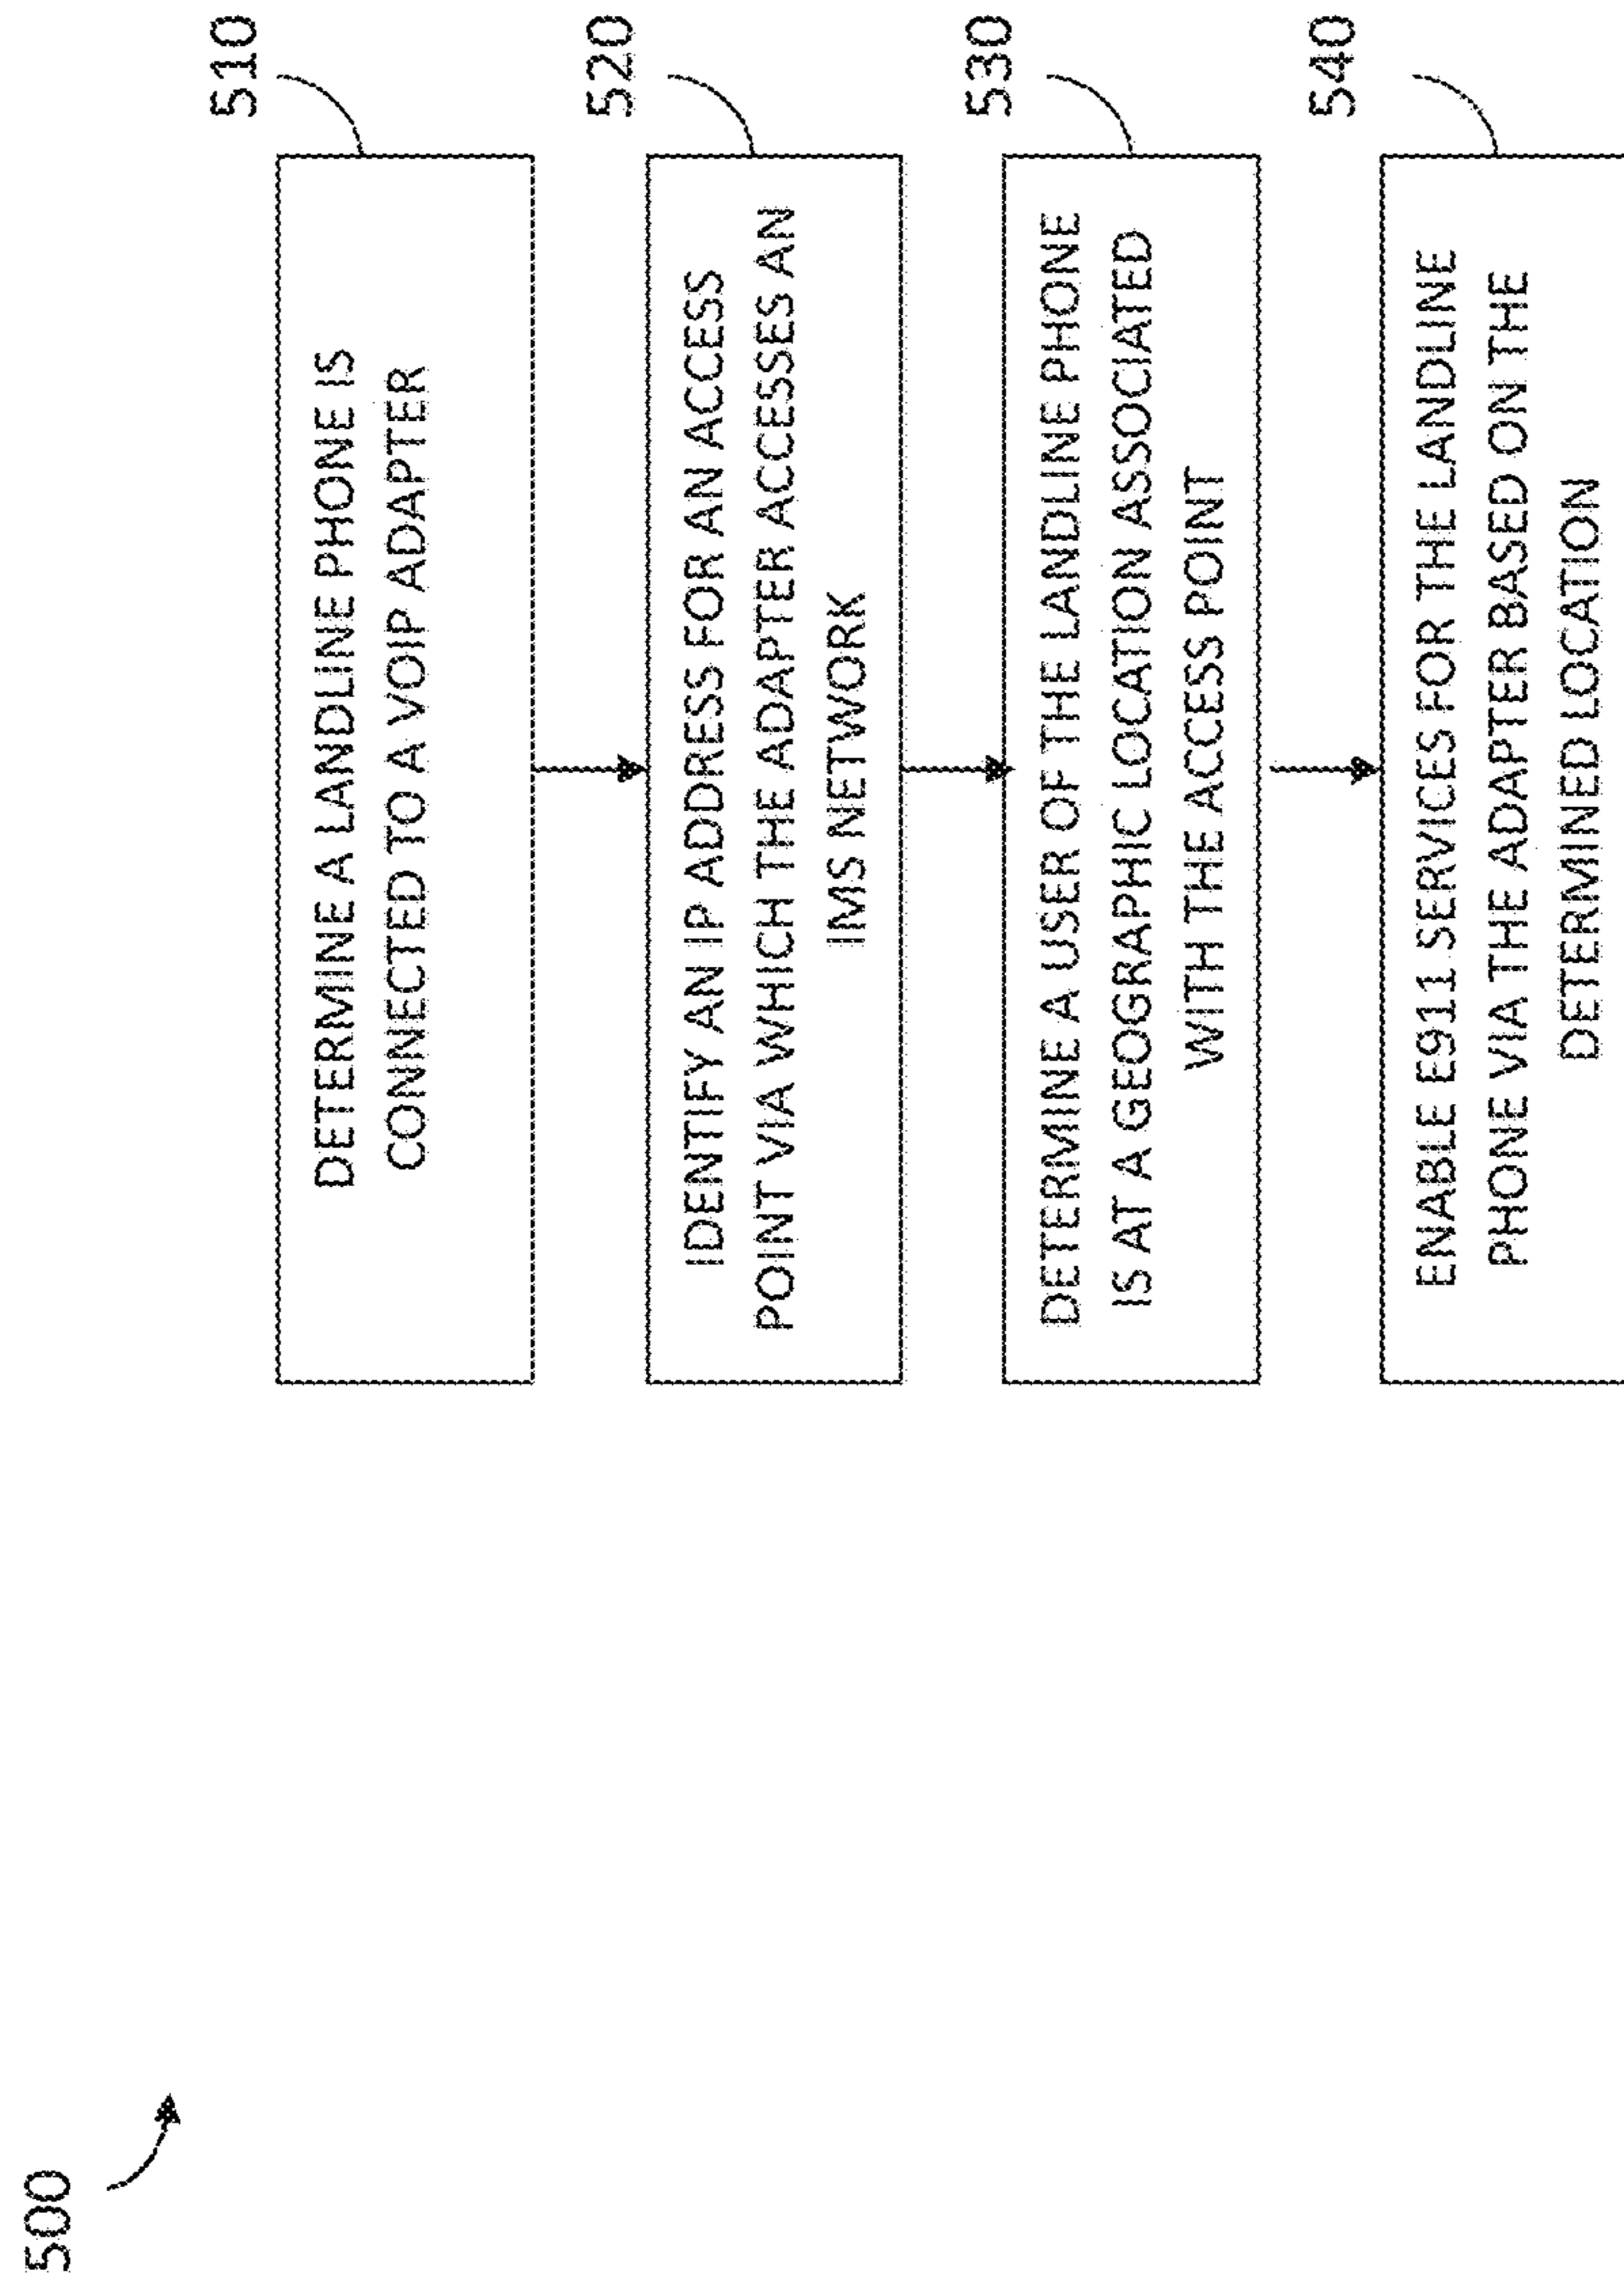 500
510
DETERMINE A LANDLINE PHONE IS
CONNECTED TO A VOIP ADAPTER
520
IDENTIFY AN IP ADDRESS FOR AN ACCESS
POINT VIA WHICH THE ADAPTER ACCESSES AN
IMS NETWORK
530
DETERMINE A USER OF THE LANDLINE PHONE
IS AT A GEOGRAPHIC LOCATION ASSOCIATED
WITH THE ACCESS POINT
540
ENABLE E911 SERVICES FOR THE LANDLINE
PHONE VIA THE ADAPTER BASED ON THE
DETERMINED LOCATION